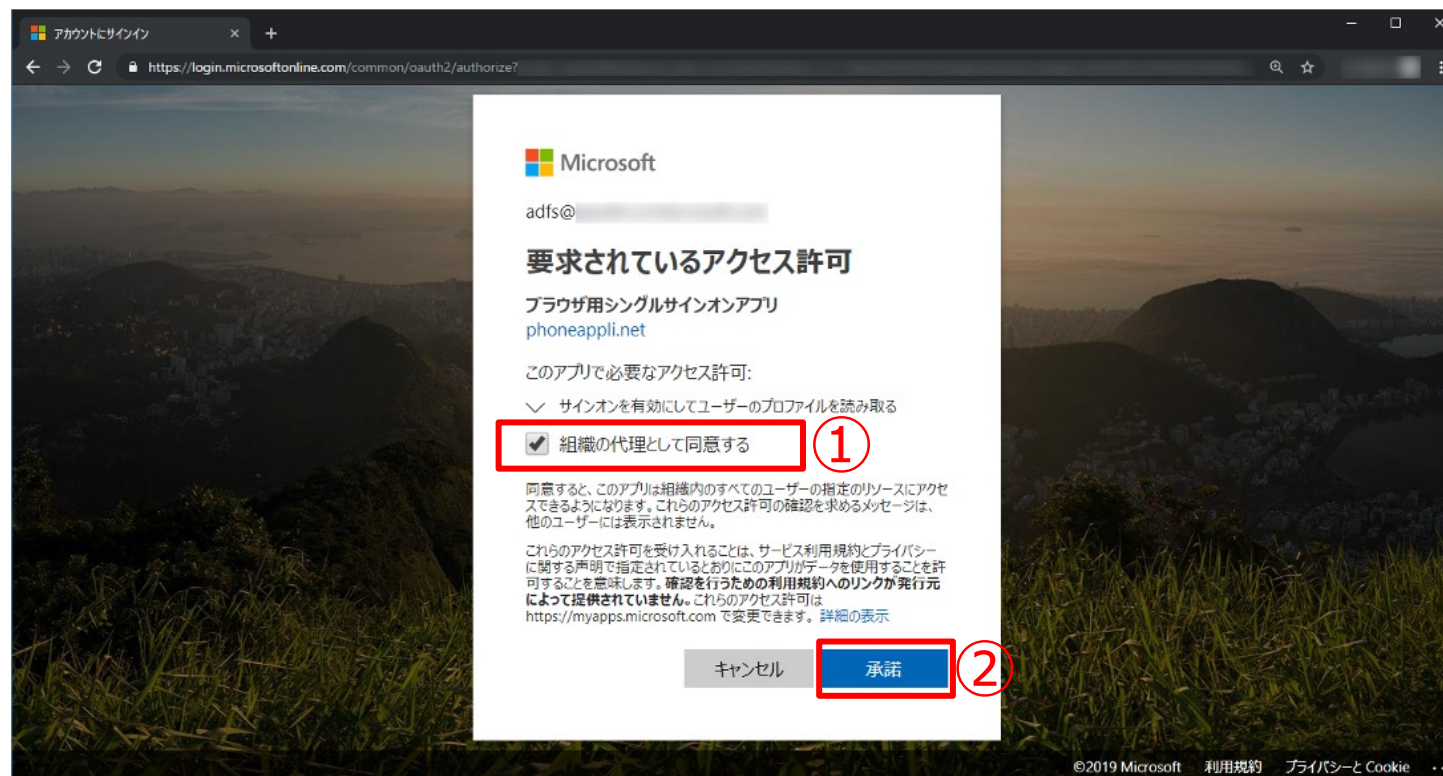 アカウントにサインイン
https://login.microsoftonline.com/common/oauth2/authorize?
Microsoft
adfs@
要求されているアクセス許可
ブラウザ用シングルサインオンアプリ
phoneappli.net
このアプリで必要なアクセス許可:
サインオンを有効にしてユーザーのプロファイルを読み取る
組織の代理として同意する
①
同意すると、このアプリは組織内のすべてのユーザーの指定のリソースにアクセ
スできるようになります。これらのアクセス許可の確認を求めるメッセージは、
他のユーザーには表示されません。
これらのアクセス許可を受け入れることは、サービス利用規約とプライバシー
に関する声明で指定されているとおりにこのアプリがデータを使用することを許
可することを意味します。確認を行うための利用規約へのリンクが発行元
によって提供されていません。これらのアクセス許可は
https://myapps.microsoft.com で変更できます。 詳細の表示
キャンセル
承諾
②
©2019 Microsoft 利用規約 プライバシーと Cookie